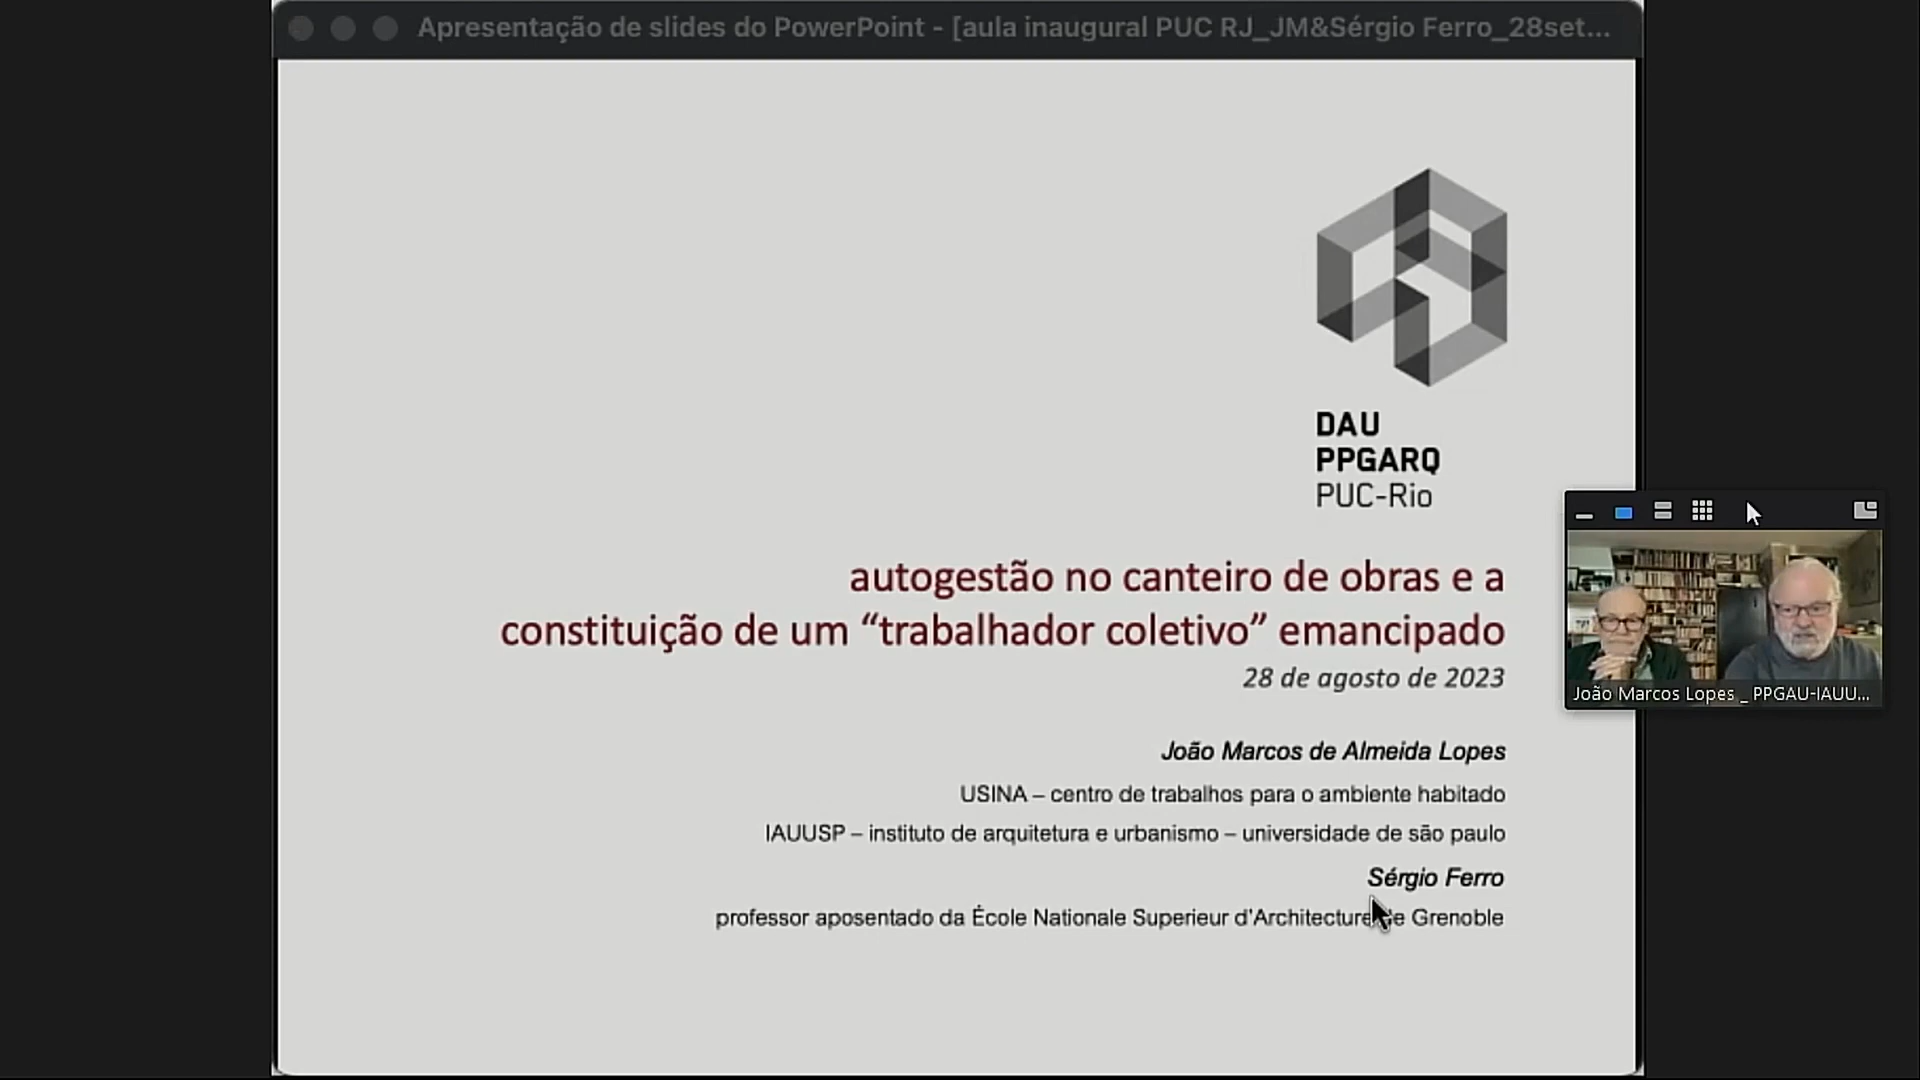 Apresentação de slides do PowerPoint - [aula inaugural PUC RJ_JM&Sérgio Ferro_28set...
DAU
PPGARQ
PUC-Rio
autogestão no canteiro de obras e a
constituição de um “trabalhador coletivo” emancipado
28 de agosto de 2023
João Marcos de Almeida Lopes
USINA – centro de trabalhos para o ambiente habitado
IAUUSP – instituto de arquitetura e urbanismo – universidade de são paulo
Sérgio Ferro
professor aposentado da École Nationale Superieur d’Architecture de Grenoble
João Marcos Lopes _ PPGAU-IAUU...